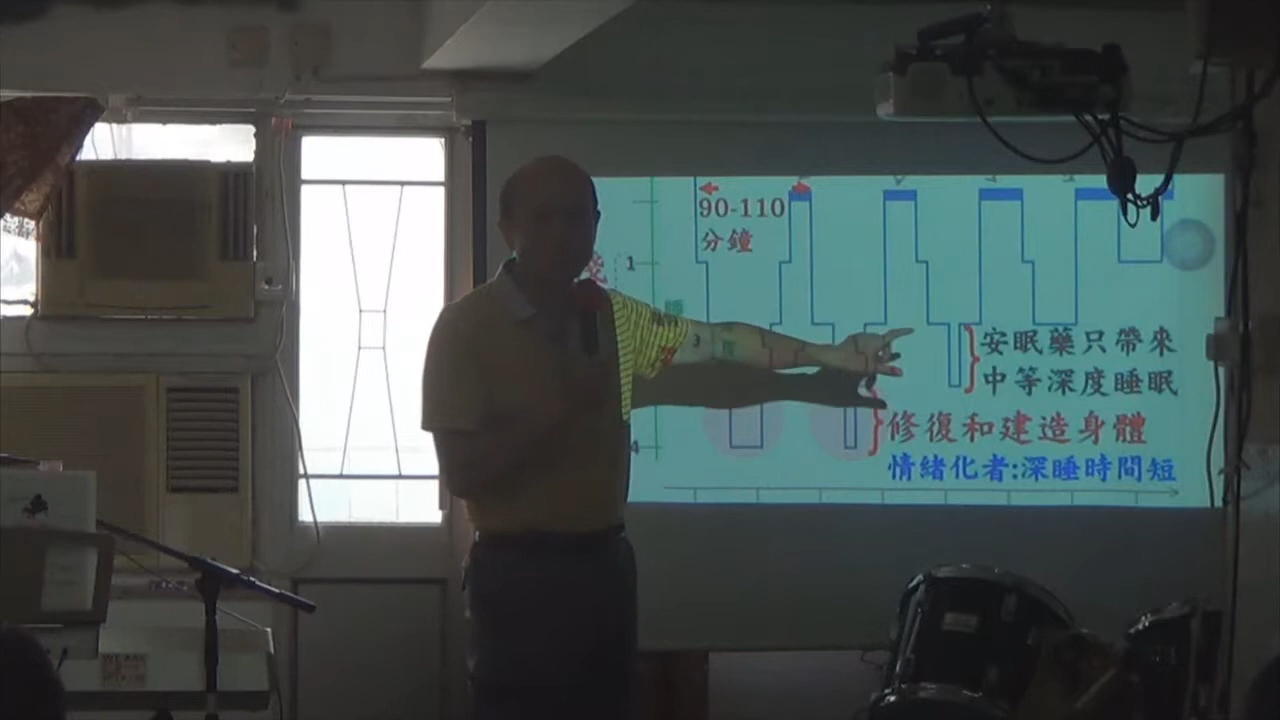 90-110
分鐘
1
3
安眠藥只帶來
中等深度睡眠
4
修復和建造身體
情緒化者:深睡時間短